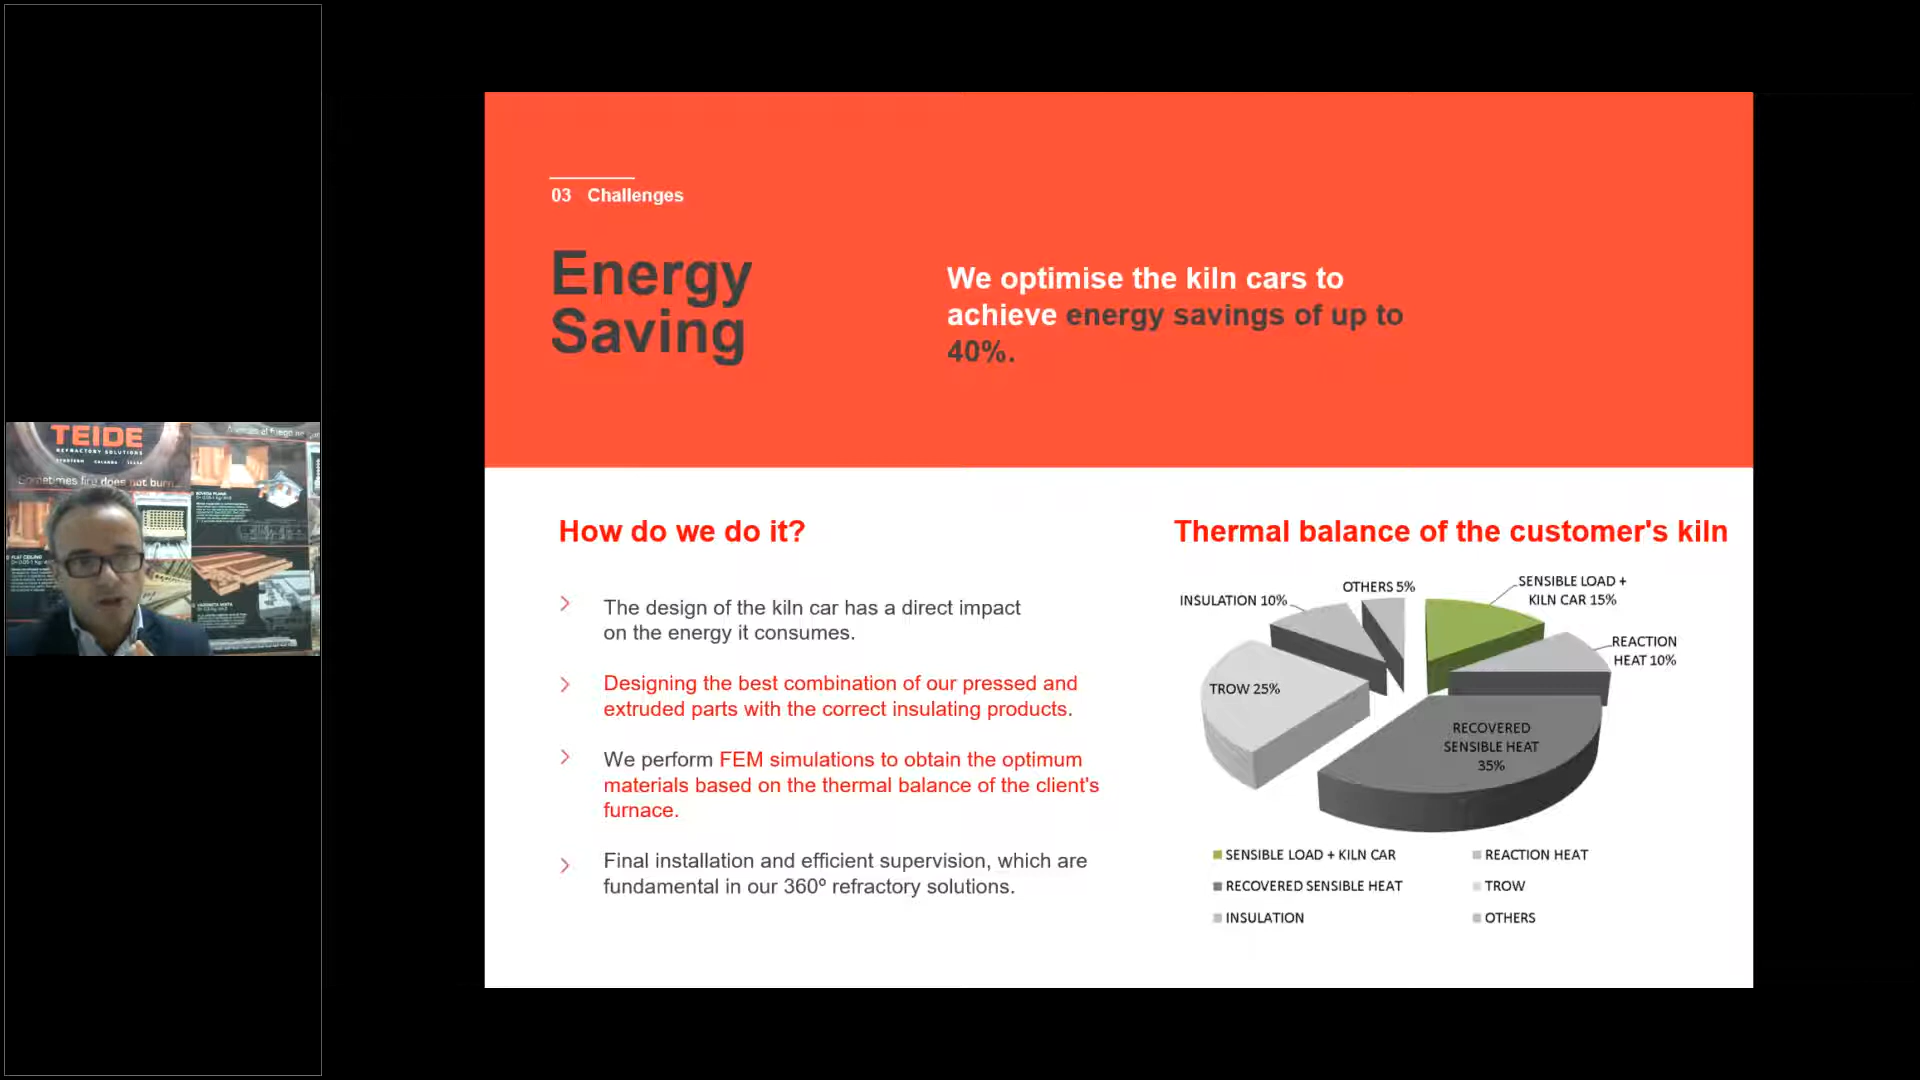 TEIDE
REFRACTORY SOLUTIONS
Sometimes fire does not burn
03 Challenges
Energy
Saving
We optimise the kiln cars to
achieve energy savings of up to
40%.
How do we do it?
The design of the kiln car has a direct impact
on the energy it consumes.
Designing the best combination of our pressed and
extruded parts with the correct insulating products.
We perform FEM simulations to obtain the optimum
materials based on the thermal balance of the client's
furnace.
Final installation and efficient supervision, which are
fundamental in our 360º refractory solutions.
Thermal balance of the customer's kiln
OTHERS 5%
SENSIBLE LOAD +
KILN CAR 15%
INSULATION 10%
REACTION
HEAT 10%
TROW 25%
RECOVERED
SENSIBLE HEAT
35%
SENSIBLE LOAD + KILN CAR
REACTION HEAT
RECOVERED SENSIBLE HEAT
TROW
INSULATION
OTHERS